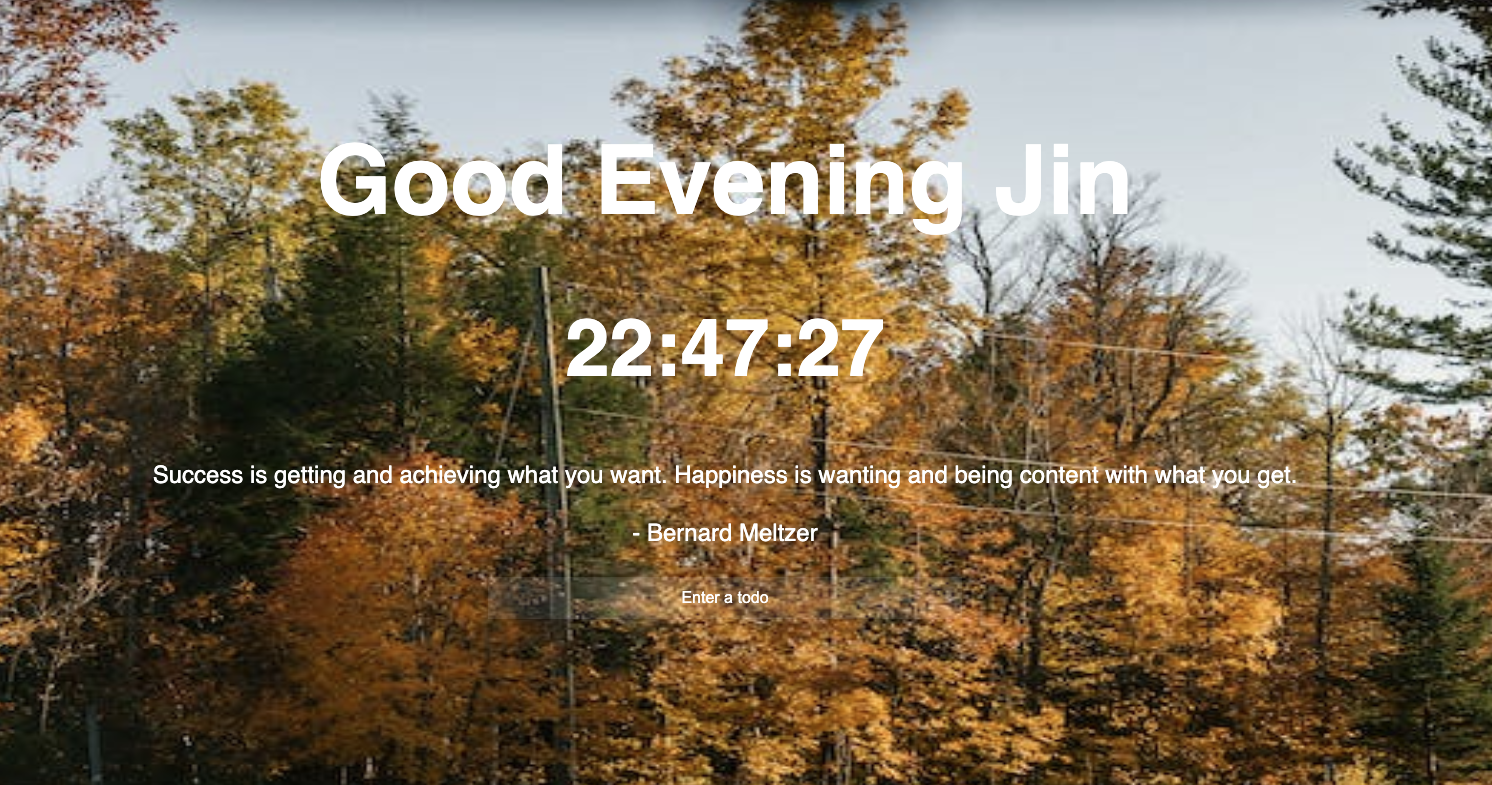 Good Evening Jin
22:47:27
Success is getting and achieving what you want. Happiness is wanting and being content with what you get.
- Bernard Meltzer
Enter a todo